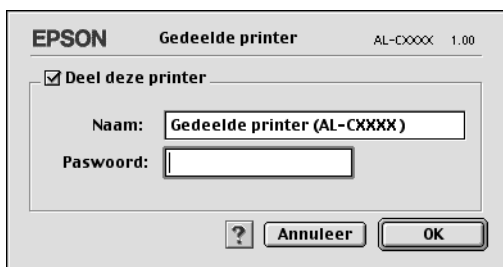 EPSON Gedeelde printer AL-CXXXX 1.00
Deel deze printer
Naam: Gedeelde printer (AL-CXXXX)
Paswoord:
? Annuleer OK